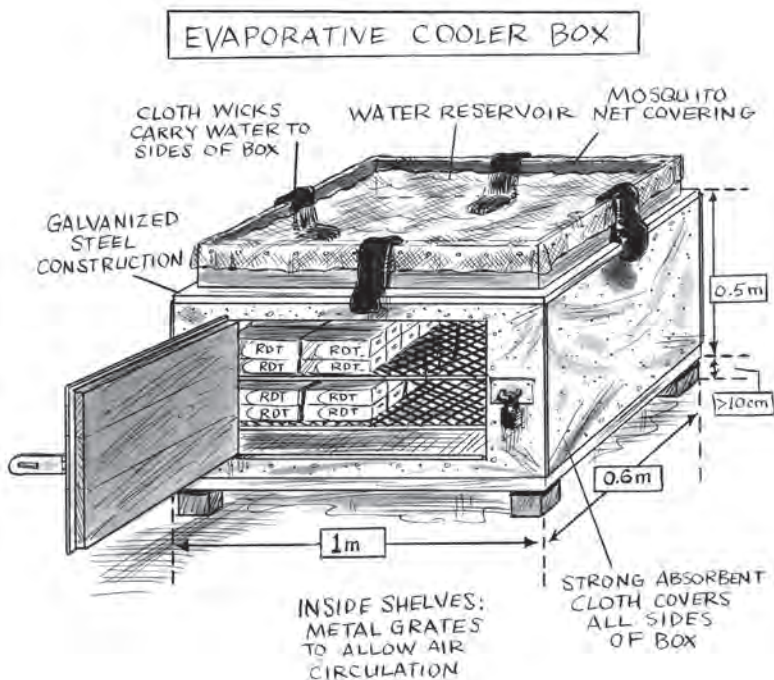 EVAPORATIVE COOLER BOX
CLOTH WICKS
CARRY WATER TO
SIDES OF BOX
WATER RESERVOIR
MOSQUITO
NET COVERING
GALVANIZED
STEEL
CONSTRUCTION
0.5m
>10cm
RDT RDT
RDT RDT
RDT RDT
RDT RDT
0.6m
1m
INSIDE SHELVES:
METAL GRATES
TO ALLOW AIR
CIRCULATION
STRONG ABSORBENT
CLOTH COVERS
ALL SIDES
OF BOX